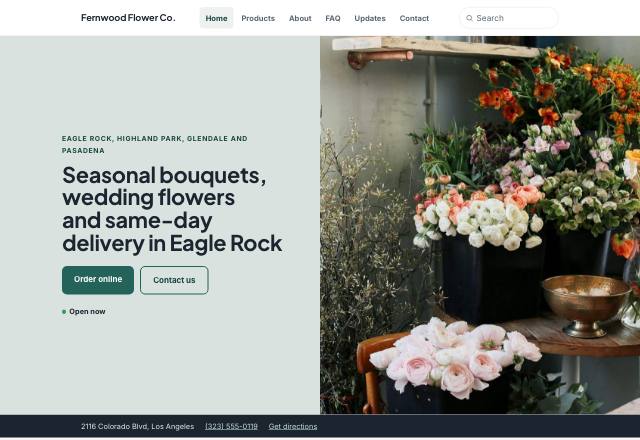 Fernwood Flower Co.
Home Products About FAQ Updates Contact Search
EAGLE ROCK, HIGHLAND PARK, GLENDALE AND
PASADENA
Seasonal bouquets,
wedding flowers
and same-day
delivery in Eagle Rock
Order online Contact us
Open now
2116 Colorado Blvd, Los Angeles (323) 555-0119 Get directions